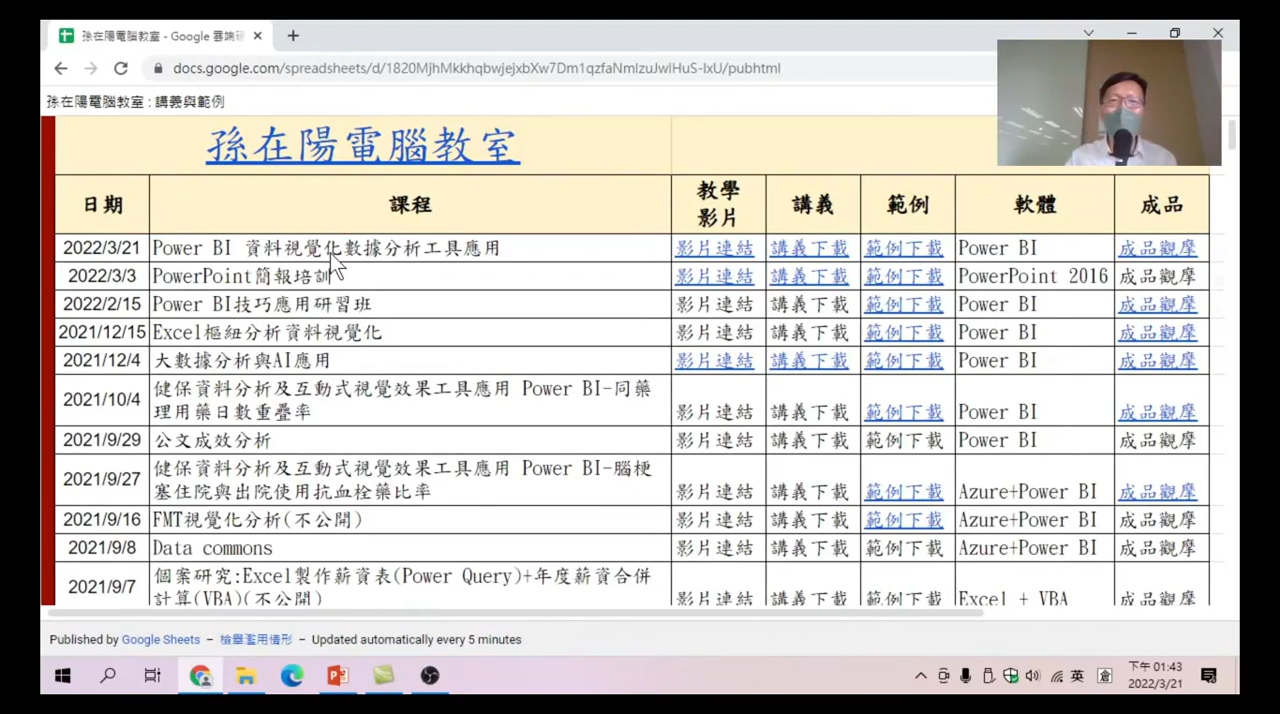 孫在陽電腦教室 - Google 雲端硬
docs.google.com/spreadsheets/d/1820MjhMkkhqbwjejxbXw7Dm1qzfaNmlzuJwlHuS-lxU/pubhtml
孫在陽電腦教室 : 講義與範例
孫在陽電腦教室
日期 課程 教學影片 講義 範例 軟體 成品
2022/3/21 Power BI 資料視覺化數據分析工具應用 影片連結 講義下載 範例下載 Power BI 成品觀摩
2022/3/3 PowerPoint簡報培訓 影片連結 講義下載 範例下載 PowerPoint 2016 成品觀摩
2022/2/15 Power BI技巧應用研習班 影片連結 講義下載 範例下載 Power BI 成品觀摩
2021/12/15 Excel樞紐分析資料視覺化 影片連結 講義下載 範例下載 Power BI 成品觀摩
2021/12/4 大數據分析與AI應用 影片連結 講義下載 範例下載 Power BI 成品觀摩
2021/10/4 健保資料分析及互動式視覺效果工具應用 Power BI-同藥
理用藥日數重疊率 影片連結 講義下載 範例下載 Power BI 成品觀摩
2021/9/29 公文成效分析 影片連結 講義下載 範例下載 Power BI 成品觀摩
2021/9/27 健保資料分析及互動式視覺效果工具應用 Power BI-腦梗
塞住院與出院使用抗血栓藥比率 影片連結 講義下載 範例下載 Azure+Power BI 成品觀摩
2021/9/16 FMT視覺化分析(不公開) 影片連結 講義下載 範例下載 Azure+Power BI 成品觀摩
2021/9/8 Data commons 影片連結 講義下載 範例下載 Azure+Power BI 成品觀摩
2021/9/7 個案研究:Excel製作薪資表(Power Query)+年度薪資合併
計算(VBA)(不公開) 影片連結 講義下載 範例下載 Excel + VBA 成品觀摩
Published by Google Sheets – 檢舉濫用情形 – Updated automatically every 5 minutes
英 倉 下午 01:43
2022/3/21